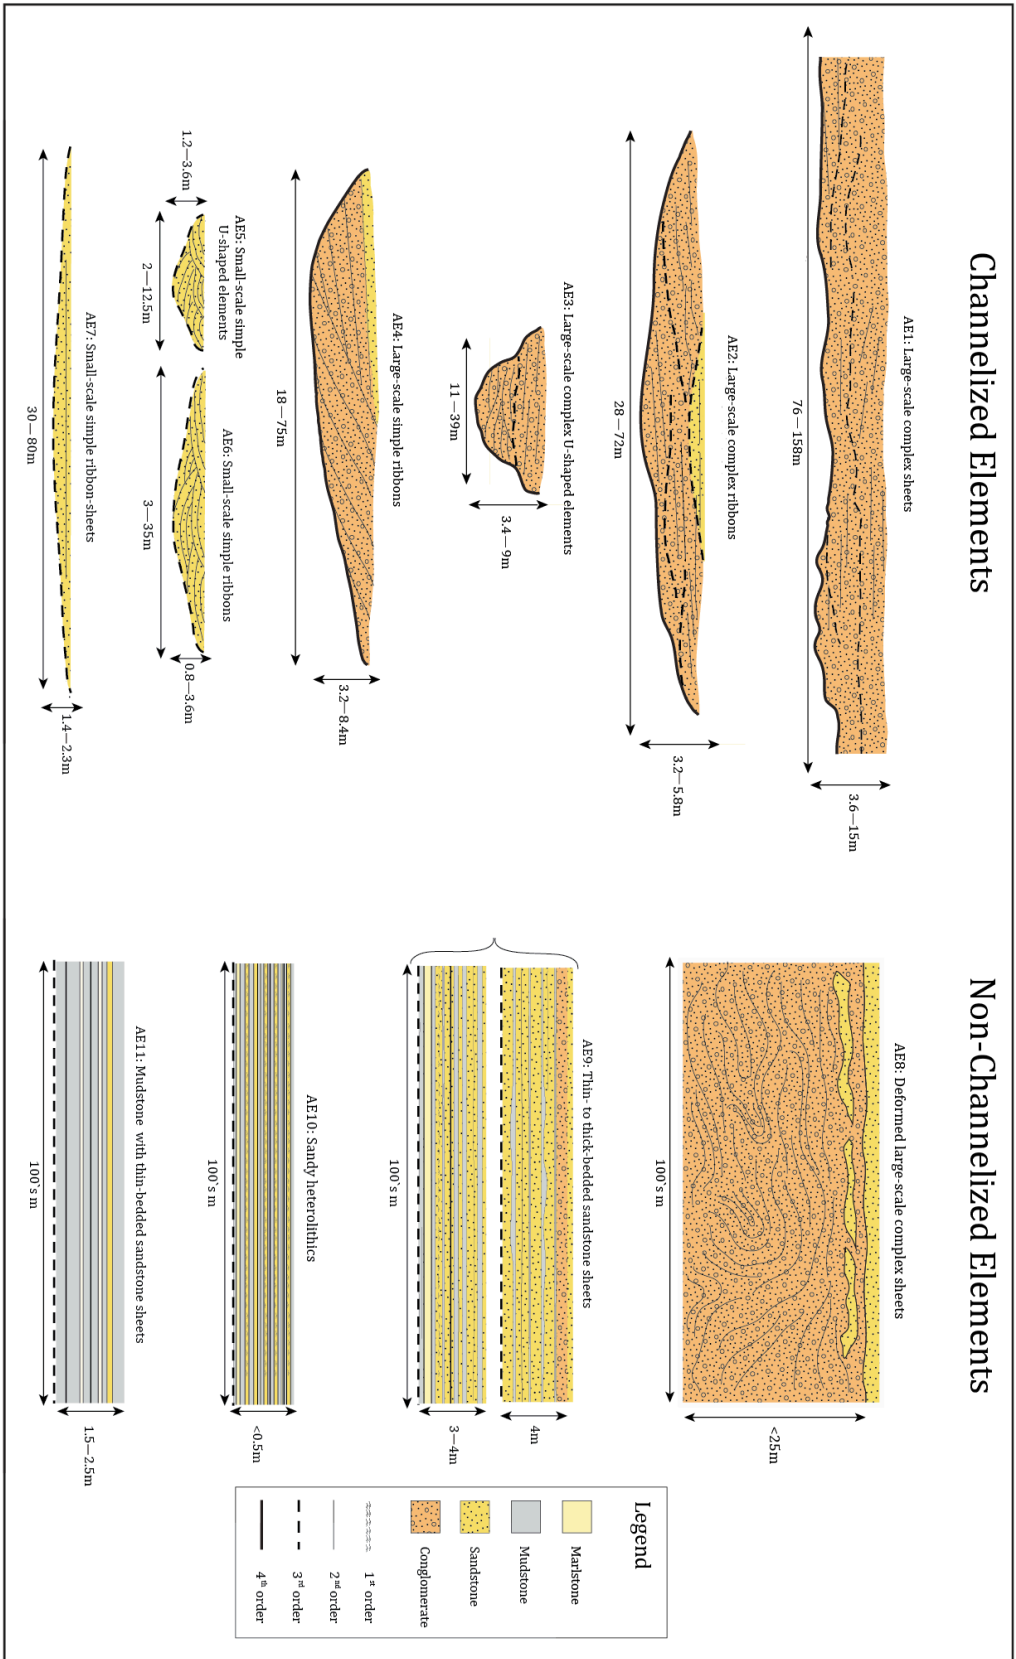 Channelized Elements
AE1: Large-scale complex sheets
76—158m
3.6—15m
AE2: Large-scale complex ribbons
28—72m
3.2—5.8m
AE3: Large-scale complex U-shaped elements
11—39m
3.4—9m
AE4: Large-scale simple ribbons
18—75m
3.2—8.4m
AE5: Small-scale simple
U-shaped elements
1.2—3.6m
2—12.5m
AE6: Small-scale simple ribbons
3—35m
0.8—3.6m
AE7: Small-scale simple ribbon-sheets
30—80m
1.4—2.3m
Non-Channelized Elements
AE8: Deformed large-scale complex sheets
100`s m
<25m
AE9: Thin- to thick-bedded sandstone sheets
4m
3—4m
100`s m
AE10: Sandy heterolithics
100`s m
<0.5m
AE11: Mudstone with thin-bedded sandstone sheets
100`s m
1.5—2.5m
Legend
Marlstone
Mudstone
Sandstone
Conglomerate
1st order
2nd order
3rd order
4th order